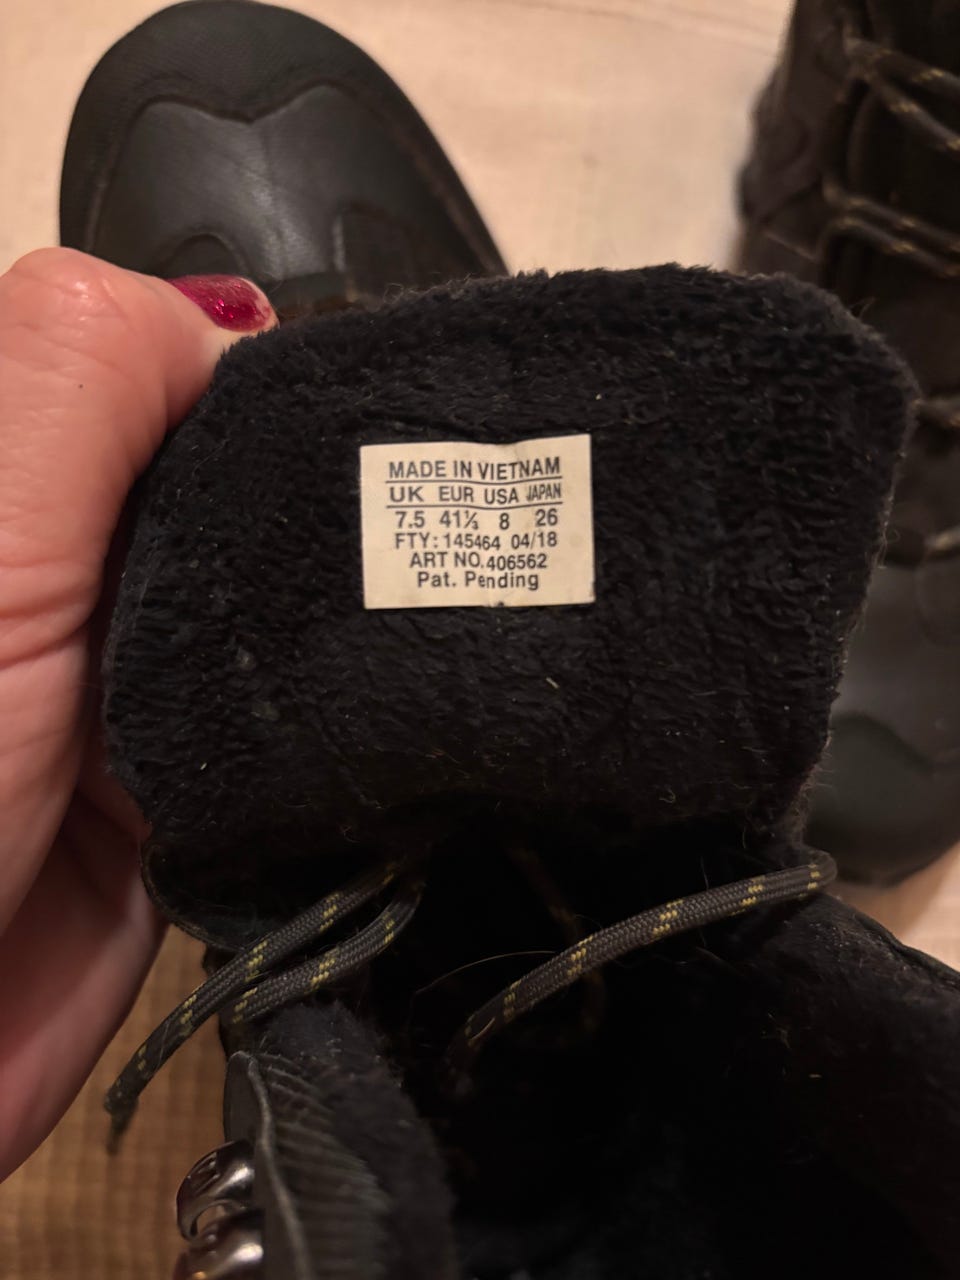 MADE IN VIETNAM
UK EUR USA JAPAN
7.5 41⅓ 8 26
FTY: 145464 04/18
ART NO. 406562
Pat. Pending